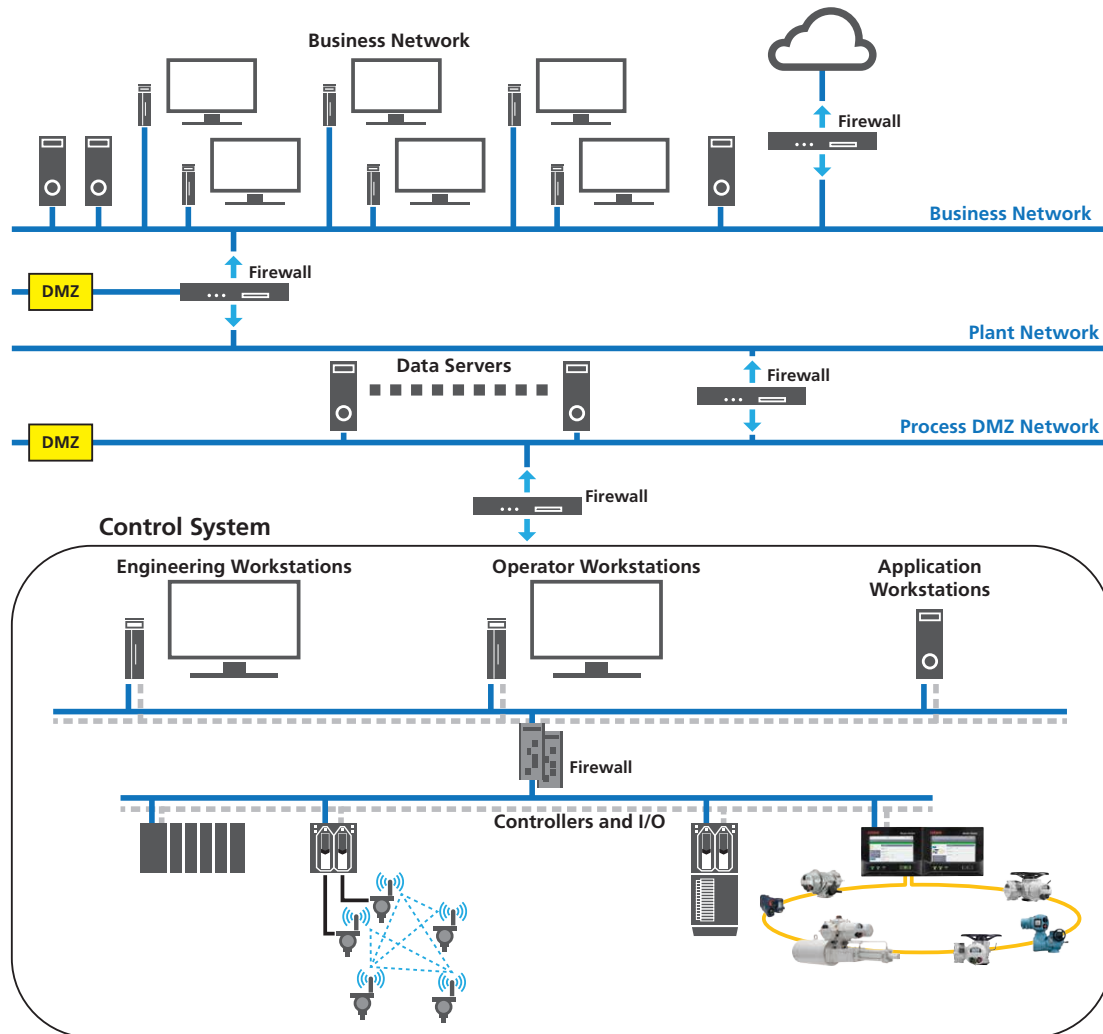 Business Network
Firewall
Business Network
Firewall
DMZ
Plant Network
Data Servers
Firewall
Process DMZ Network
DMZ
Firewall
Control System
Engineering Workstations
Operator Workstations
Application
Workstations
Firewall
Controllers and I/O